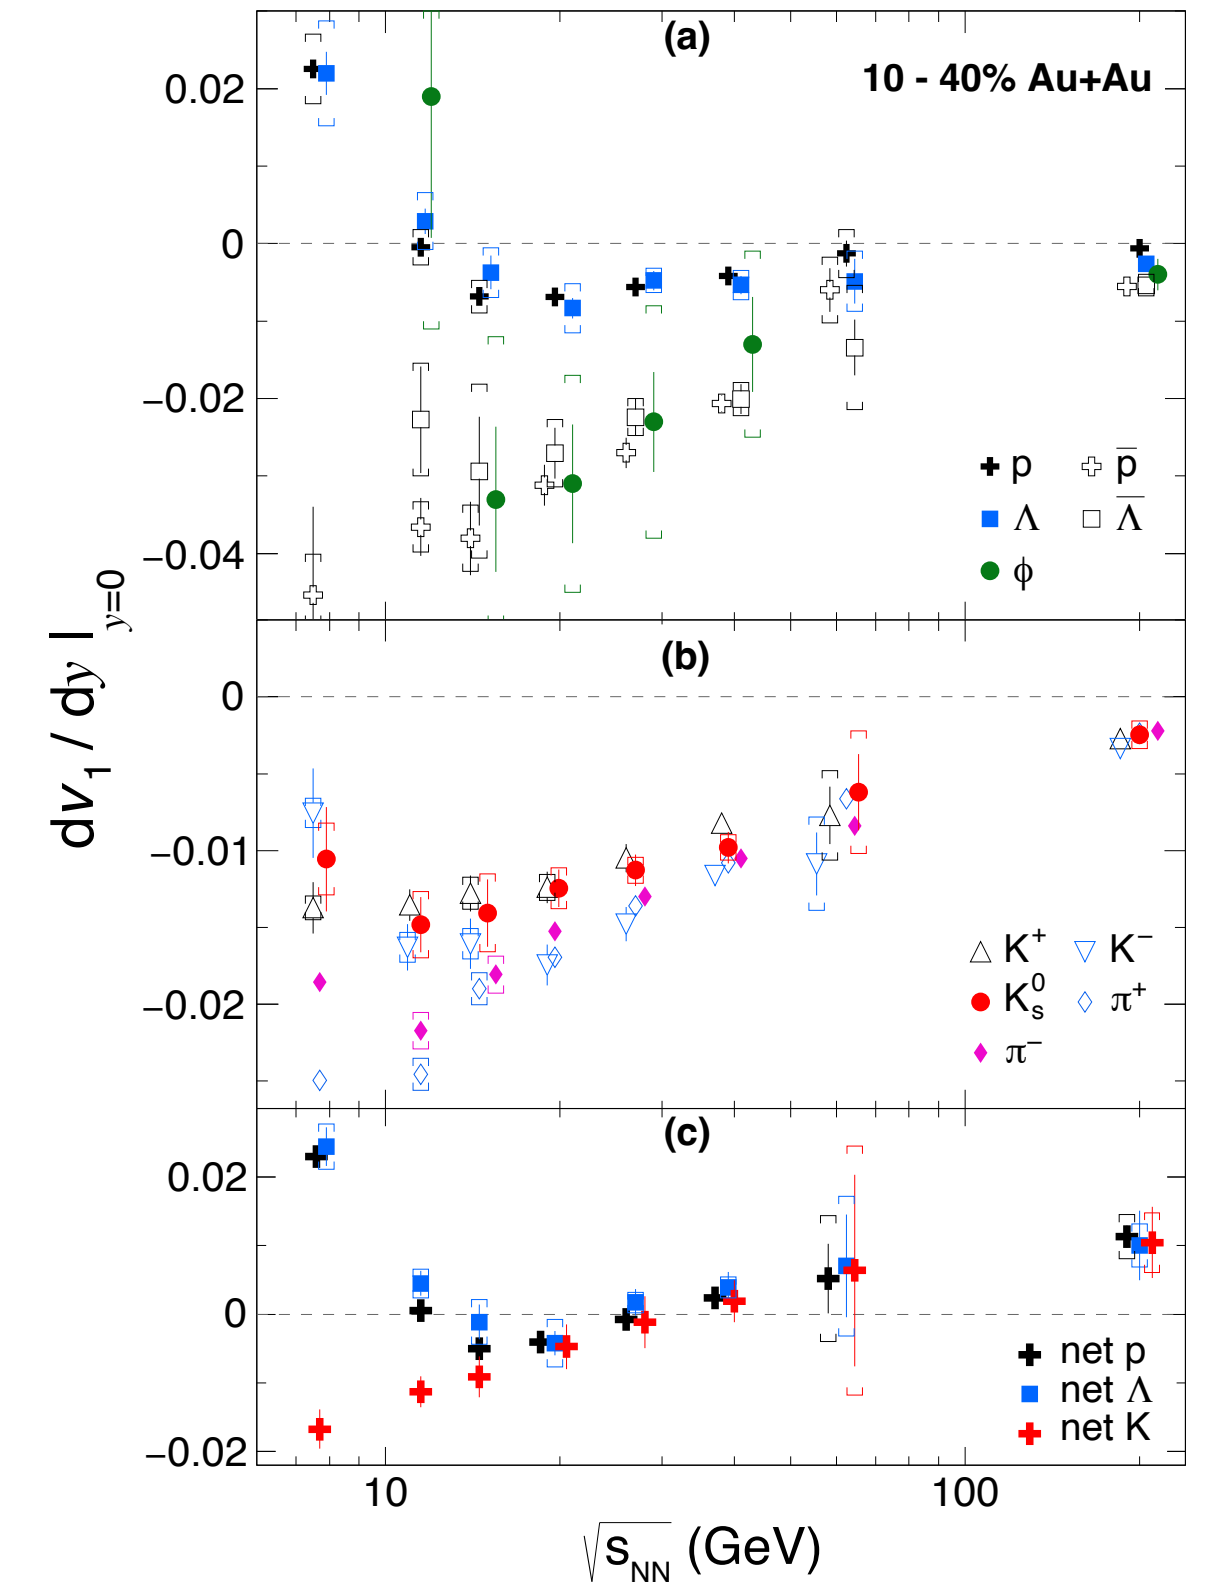 (a)
10 - 40% Au+Au
0.02
0
−0.02
−0.04
p p̅
Λ Λ̅
ϕ
dv₁ / dy |y=0
(b)
0
−0.01
−0.02
K⁺ K⁻
K⁰s π⁺
π⁻
(c)
0.02
0
−0.02
net p
net Λ
net K
10 100
√sNN (GeV)